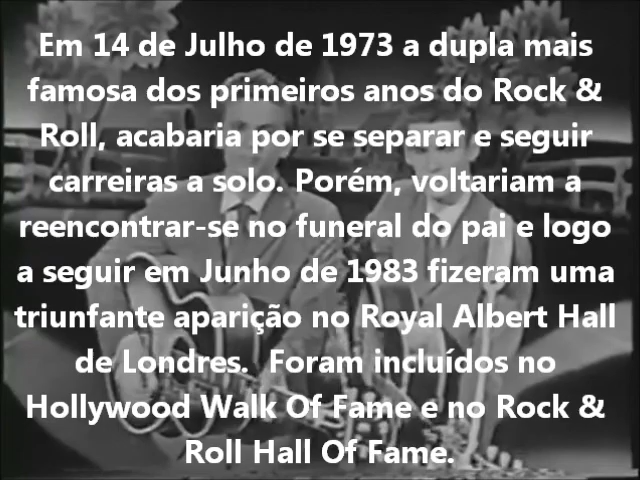 Em 14 de Julho de 1973 a dupla mais
famosa dos primeiros anos do Rock &
Roll, acabaria por se separar e seguir
carreiras a solo. Porém, voltariam a
reencontrar-se no funeral do pai e logo
a seguir em Junho de 1983 fizeram uma
triunfante aparição no Royal Albert Hall
de Londres.  Foram incluídos no
Hollywood Walk Of Fame e no Rock &
Roll Hall Of Fame.